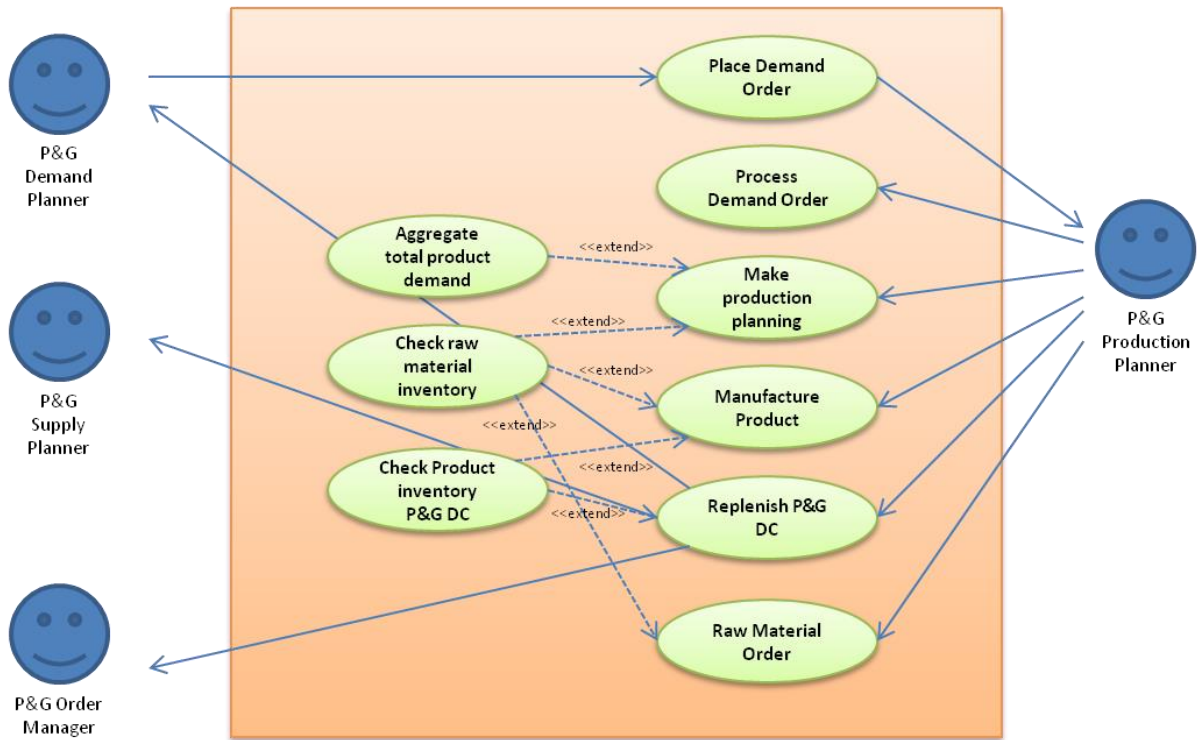 P&G
Demand
Planner
P&G
Supply
Planner
P&G Order
Manager
Aggregate
total product
demand
Check raw
material
inventory
Check Product
inventory
P&G DC
<<extend>>
<<extend>>
<<extend>>
<<extend>>
<<extend>>
<<extend>>
Place Demand
Order
Process
Demand Order
Make
production
planning
Manufacture
Product
Replenish P&G
DC
Raw Material
Order
P&G
Production
Planner